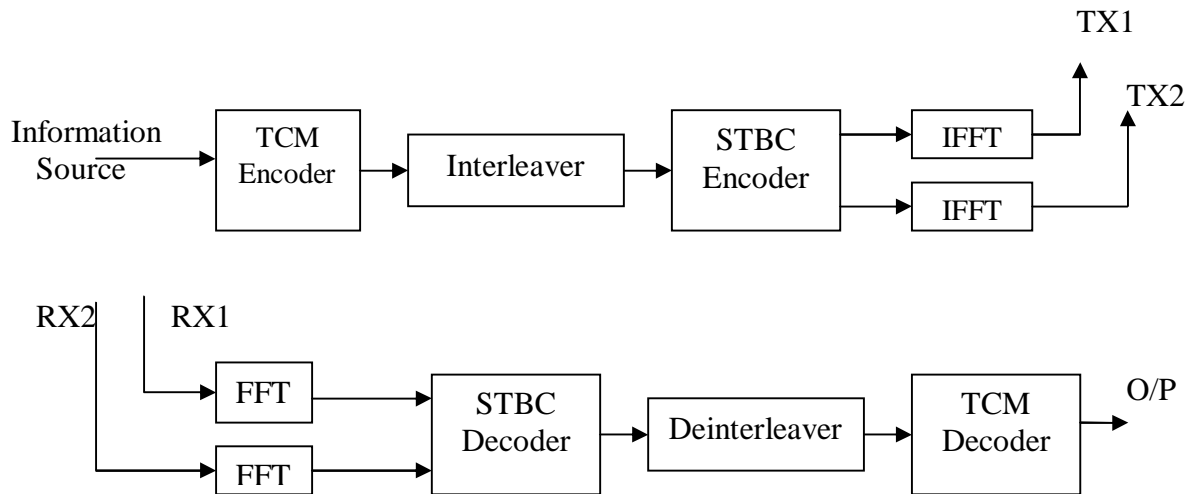 TX1
TX2
Information
Source
TCM
Encoder
Interleaver
STBC
Encoder
IFFT
IFFT
RX2
RX1
FFT
FFT
STBC
Decoder
Deinterleaver
TCM
Decoder
O/P